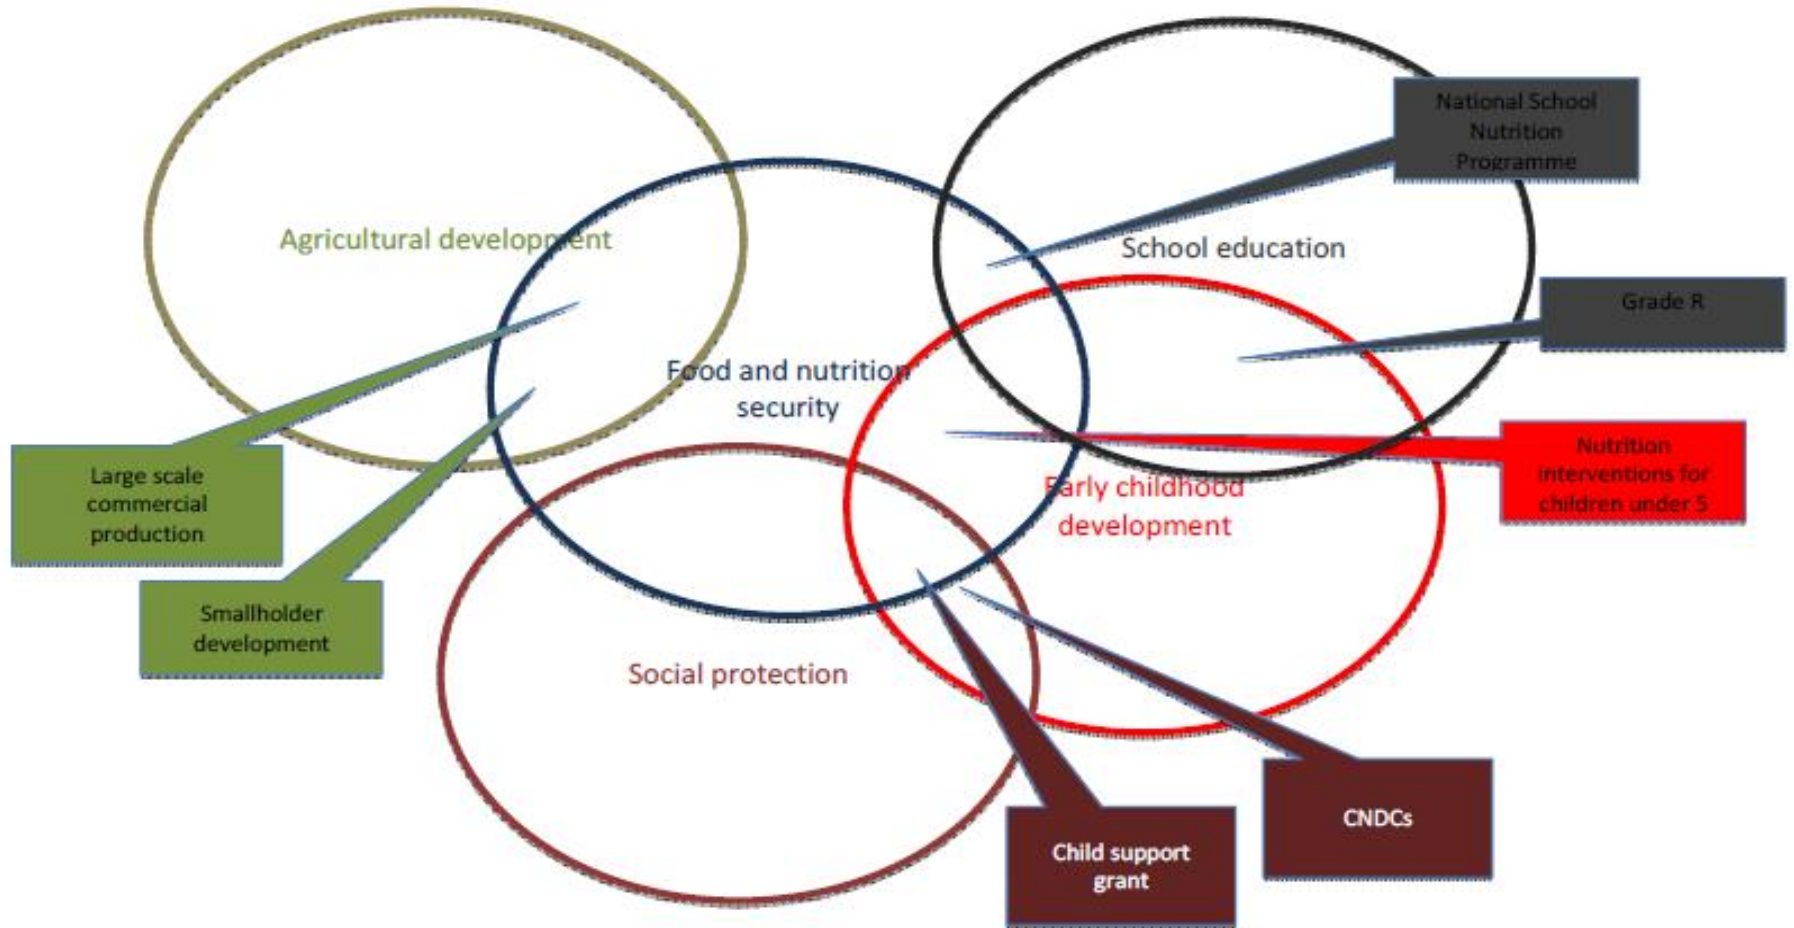 National School
Nutrition
Programme
Agricultural development
School education
Grade R
Food and nutrition
security
Nutrition
interventions for
children under 5
Large scale
commercial
production
Early childhood
development
Smallholder
development
Social protection
CNDCs
Child support
grant